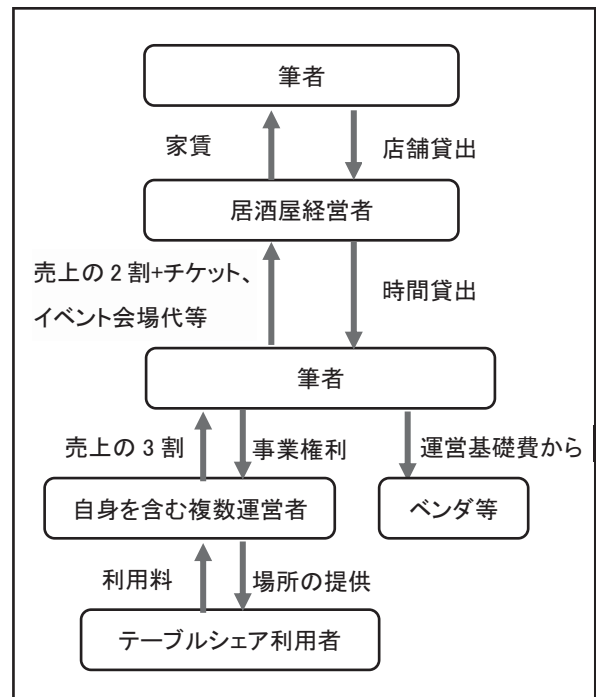 筆者
家賃
店舗貸出
居酒屋経営者
売上の2割+チケット、
イベント会場代等
時間貸出
筆者
売上の3割
事業権利
運営基礎費から
自身を含む複数運営者
ベンダ等
利用料
場所の提供
テーブルシェア利用者